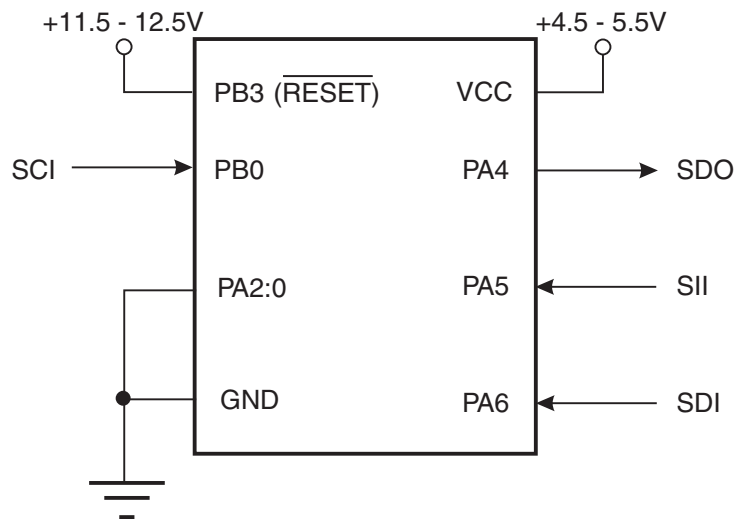 +11.5 - 12.5V
+4.5 - 5.5V
PB3 (RESET)
VCC
SCI
PB0
PA4
SDO
PA2:0
PA5
SII
GND
PA6
SDI